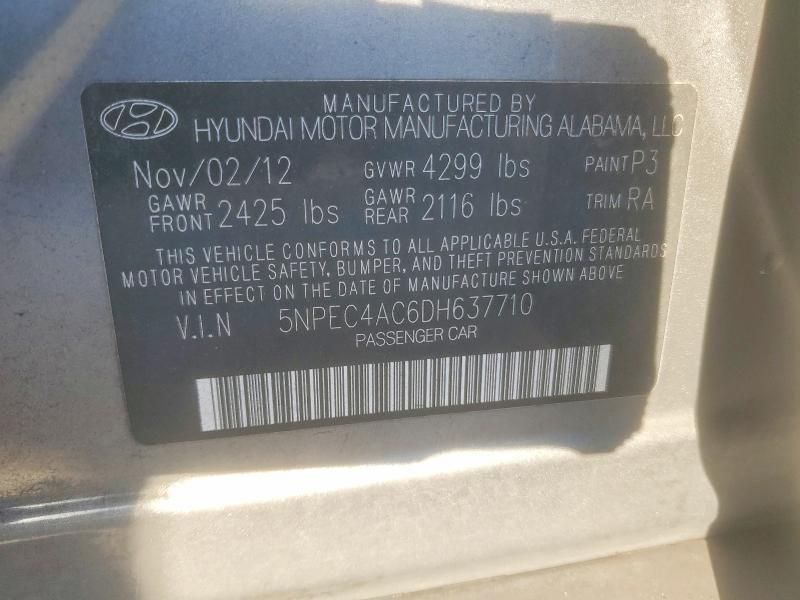 MANUFACTURED BY
HYUNDAI MOTOR MANUFACTURING ALABAMA, LLC
Nov/02/12 GVWR 4299 lbs PAINT P3
GAWR FRONT 2425 lbs GAWR REAR 2116 lbs TRIM RA
THIS VEHICLE CONFORMS TO ALL APPLICABLE U.S.A. FEDERAL
MOTOR VEHICLE SAFETY, BUMPER, AND THEFT PREVENTION STANDARDS
IN EFFECT ON THE DATE OF MANUFACTURE SHOWN ABOVE
V.I.N 5NPEC4AC6DH637710
PASSENGER CAR